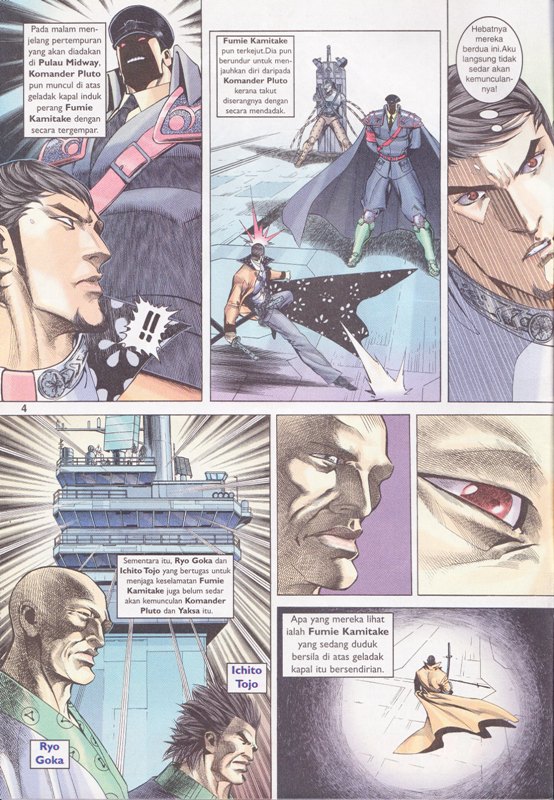 Pada malam men-
jelang pertempuran
yang akan diadakan
di Pulau Midway,
Komander Pluto
pun muncul di atas
geladak kapal induk
perang Fumie
Kamitake dengan
secara tergempar.
Fumie Kamitake
pun terkejut.Dia pun
berundur untuk men-
jauhkan diri daripada
Komander Pluto
kerana takut
diserangnya dengan
secara mendadak.
Hebatnya
mereka
berdua ini.Aku
langsung tidak
sedar akan
kemunculan-
nya!
!!
4
Sementara itu, Ryo Goka dan
Ichito Tojo yang bertugas untuk
menjaga keselamatan Fumie
Kamitake juga belum sedar
akan kemunculan Komander
Pluto dan Yaksa itu.
Ichito
Tojo
Ryo
Goka
Apa yang mereka lihat
ialah Fumie Kamitake
yang sedang duduk
bersila di atas geladak
kapal itu bersendirian.